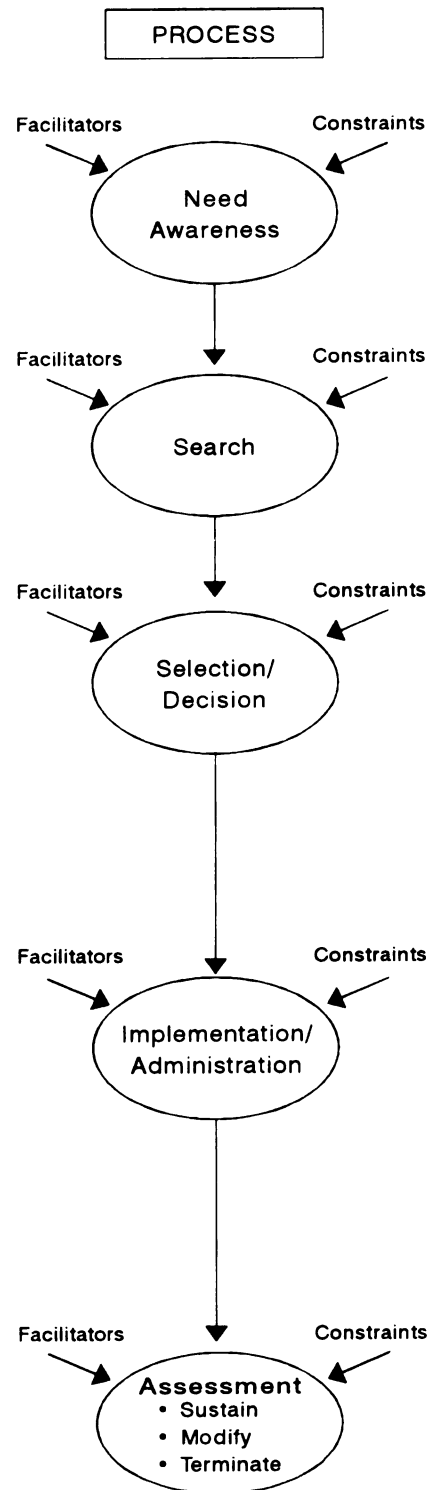 PROCESS
Facilitators
Constraints
Need
Awareness
Facilitators
Constraints
Search
Facilitators
Constraints
Selection/
Decision
Facilitators
Constraints
Implementation/
Administration
Facilitators
Constraints
Assessment
• Sustain
• Modify
• Terminate